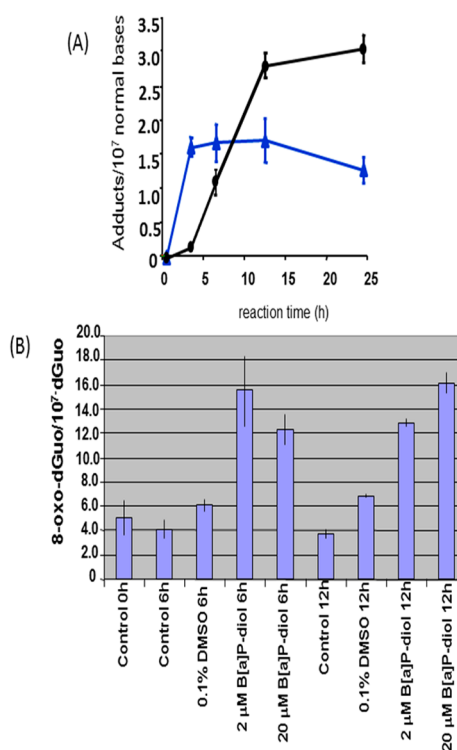 (A)
Adducts/10⁷ normal bases
3.5
3.0
2.5
2.0
1.5
1.0
0.5
0
0 5 10 15 20 25
reaction time (h)
(B)
8-oxo-dGuo/10⁷-dGuo
20.0
18.0
16.0
14.0
12.0
10.0
8.0
6.0
4.0
2.0
0
Control 0h
Control 6h
0.1% DMSO 6h
2 µM B[a]P-diol 6h
20 µM B[a]P-diol 6h
Control 12h
0.1% DMSO 12h
2 µM B[a]P-diol 12h
20 µM B[a]P-diol 12h